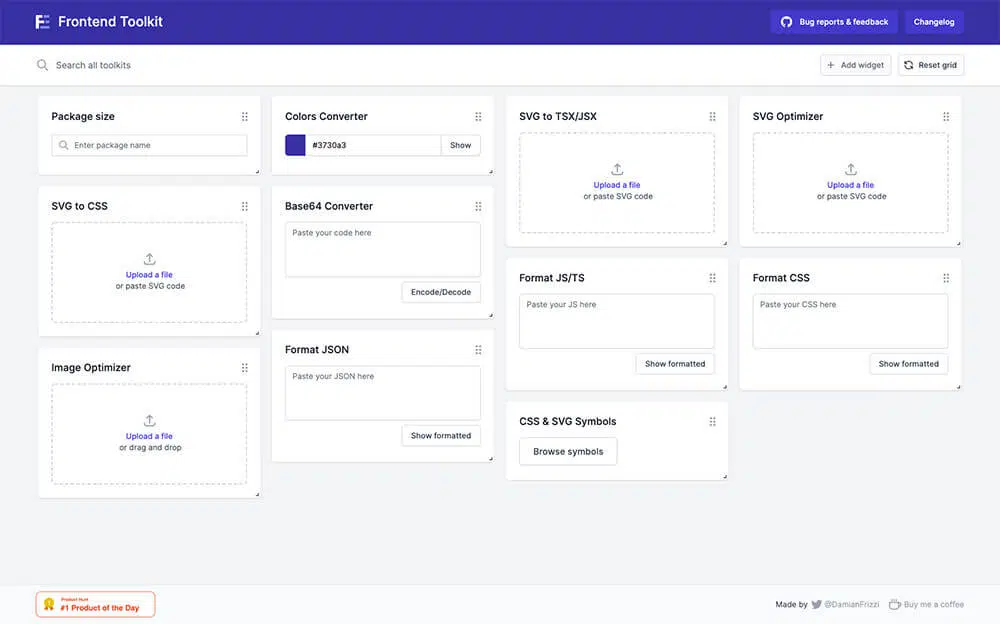 Frontend Toolkit
Bug reports & feedback
Changelog
Search all toolkits
Add widget
Reset grid
Package size
Enter package name
SVG to CSS
Upload a file
or paste SVG code
Image Optimizer
Upload a file
or drag and drop
Colors Converter
#3730a3
Show
Base64 Converter
Paste your code here
Encode/Decode
Format JSON
Paste your JSON here
Show formatted
SVG to TSX/JSX
Upload a file
or paste SVG code
Format JS/TS
Paste your JS here
Show formatted
CSS & SVG Symbols
Browse symbols
SVG Optimizer
Upload a file
or paste SVG code
Format CSS
Paste your CSS here
Show formatted
Product Hunt
#1 Product of the Day
Made by @DamianFrizzi
Buy me a coffee